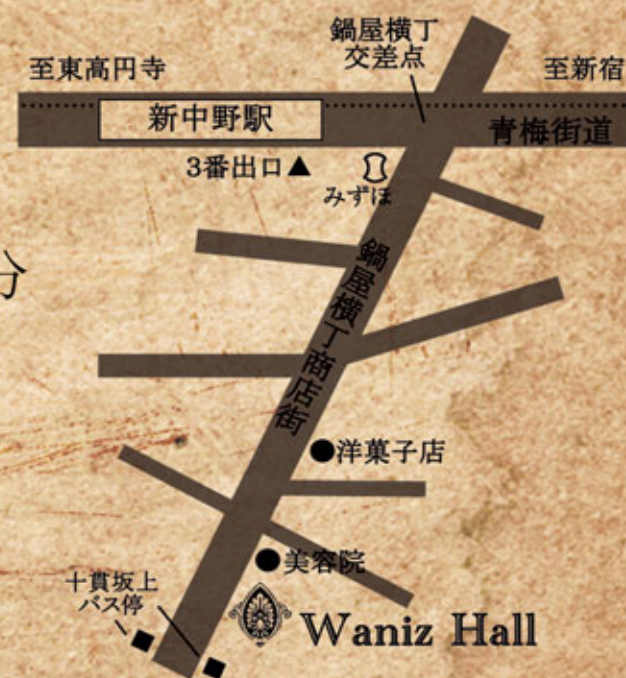 鍋屋横丁
交差点
至東高円寺
至新宿
新中野駅
青梅街道
3番出口▲
みずほ
分
鍋屋横丁商店街
●洋菓子店
●美容院
十貫坂上
バス停
Waniz Hall